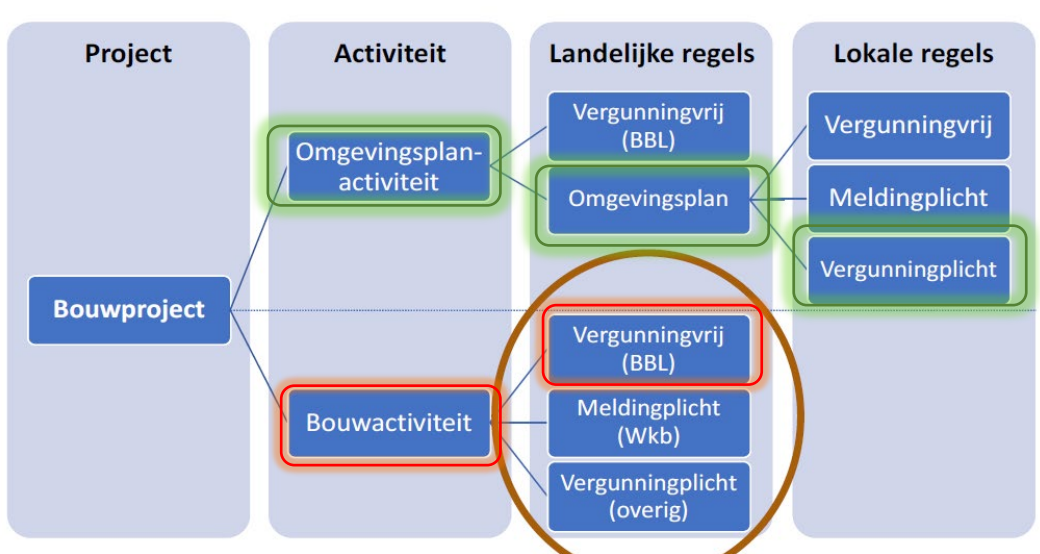 Project
Activiteit
Landelijke regels
Lokale regels
Bouwproject
Omgevingsplan-
activiteit
Bouwactiviteit
Vergunningvrij
(BBL)
Omgevingsplan
Vergunningvrij
(BBL)
Meldingplicht
(Wkb)
Vergunningplicht
(overig)
Vergunningvrij
Meldingplicht
Vergunningplicht